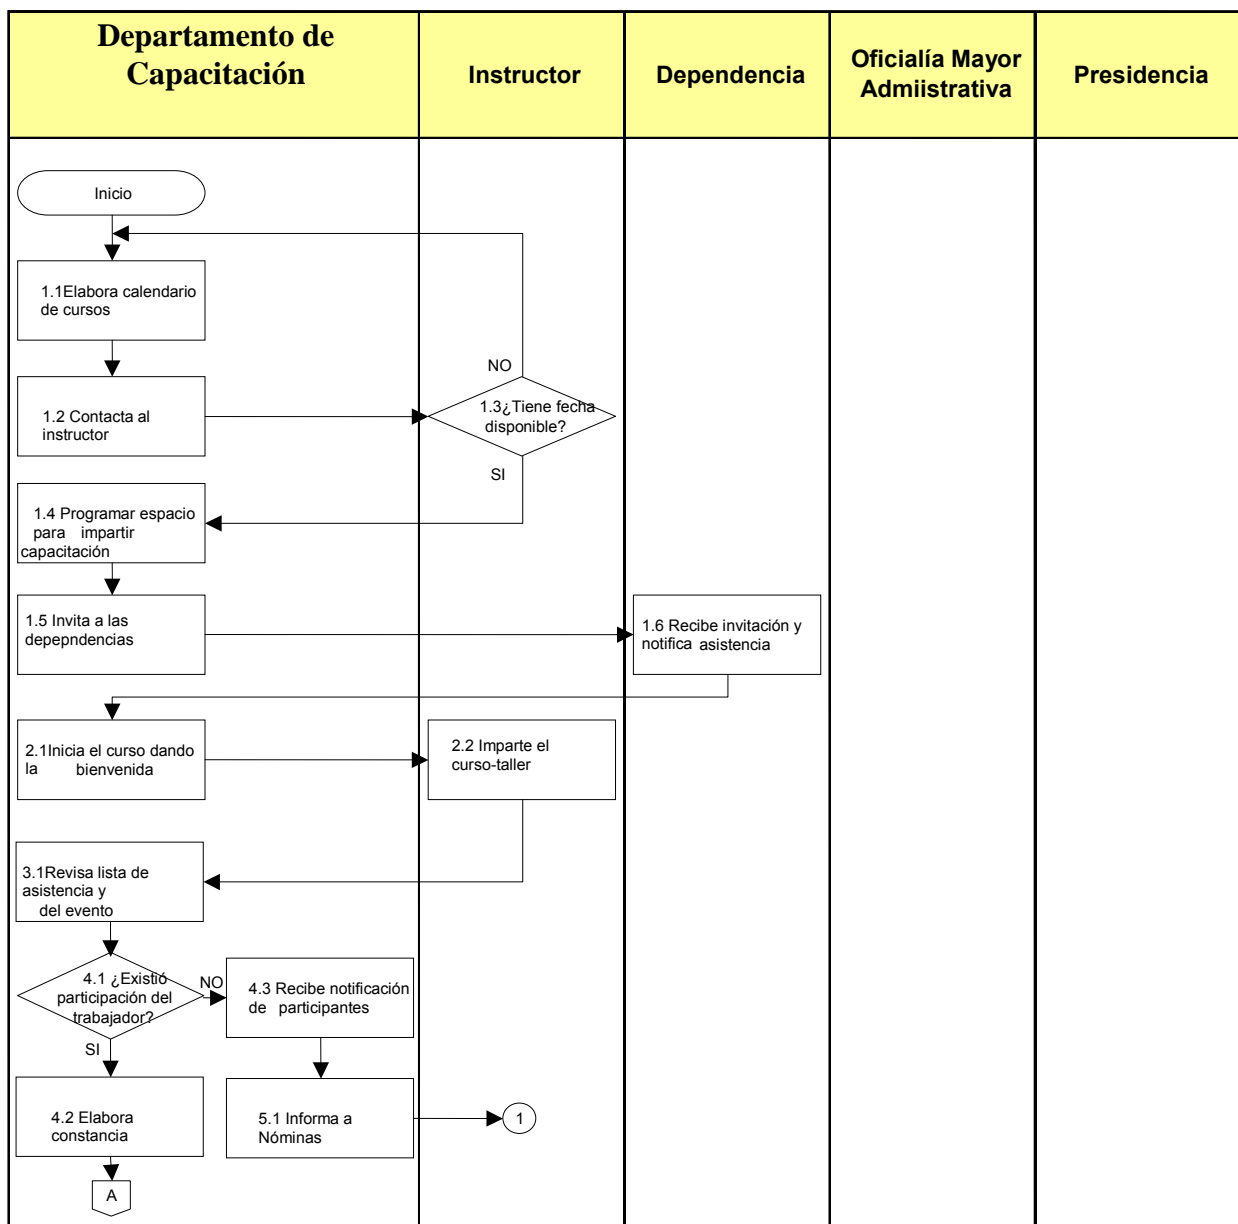 Departamento de
Capacitación
Instructor
Dependencia
Oficialía Mayor
Admiistrativa
Presidencia
Inicio
1.1Elabora calendario
de cursos
NO
1.2 Contacta al
instructor
1.3¿Tiene fecha
disponible?
SI
1.4 Programar espacio
para impartir
capacitación
1.5 Invita a las
depepndencias
1.6 Recibe invitación y
notifica asistencia
2.1Inicia el curso dando
la bienvenida
2.2 Imparte el
curso-taller
3.1Revisa lista de
asistencia y
del evento
4.1 ¿Existió
participación del
trabajador?
NO
4.3 Recibe notificación
de participantes
SI
4.2 Elabora
constancia
5.1 Informa a
Nóminas
1
A